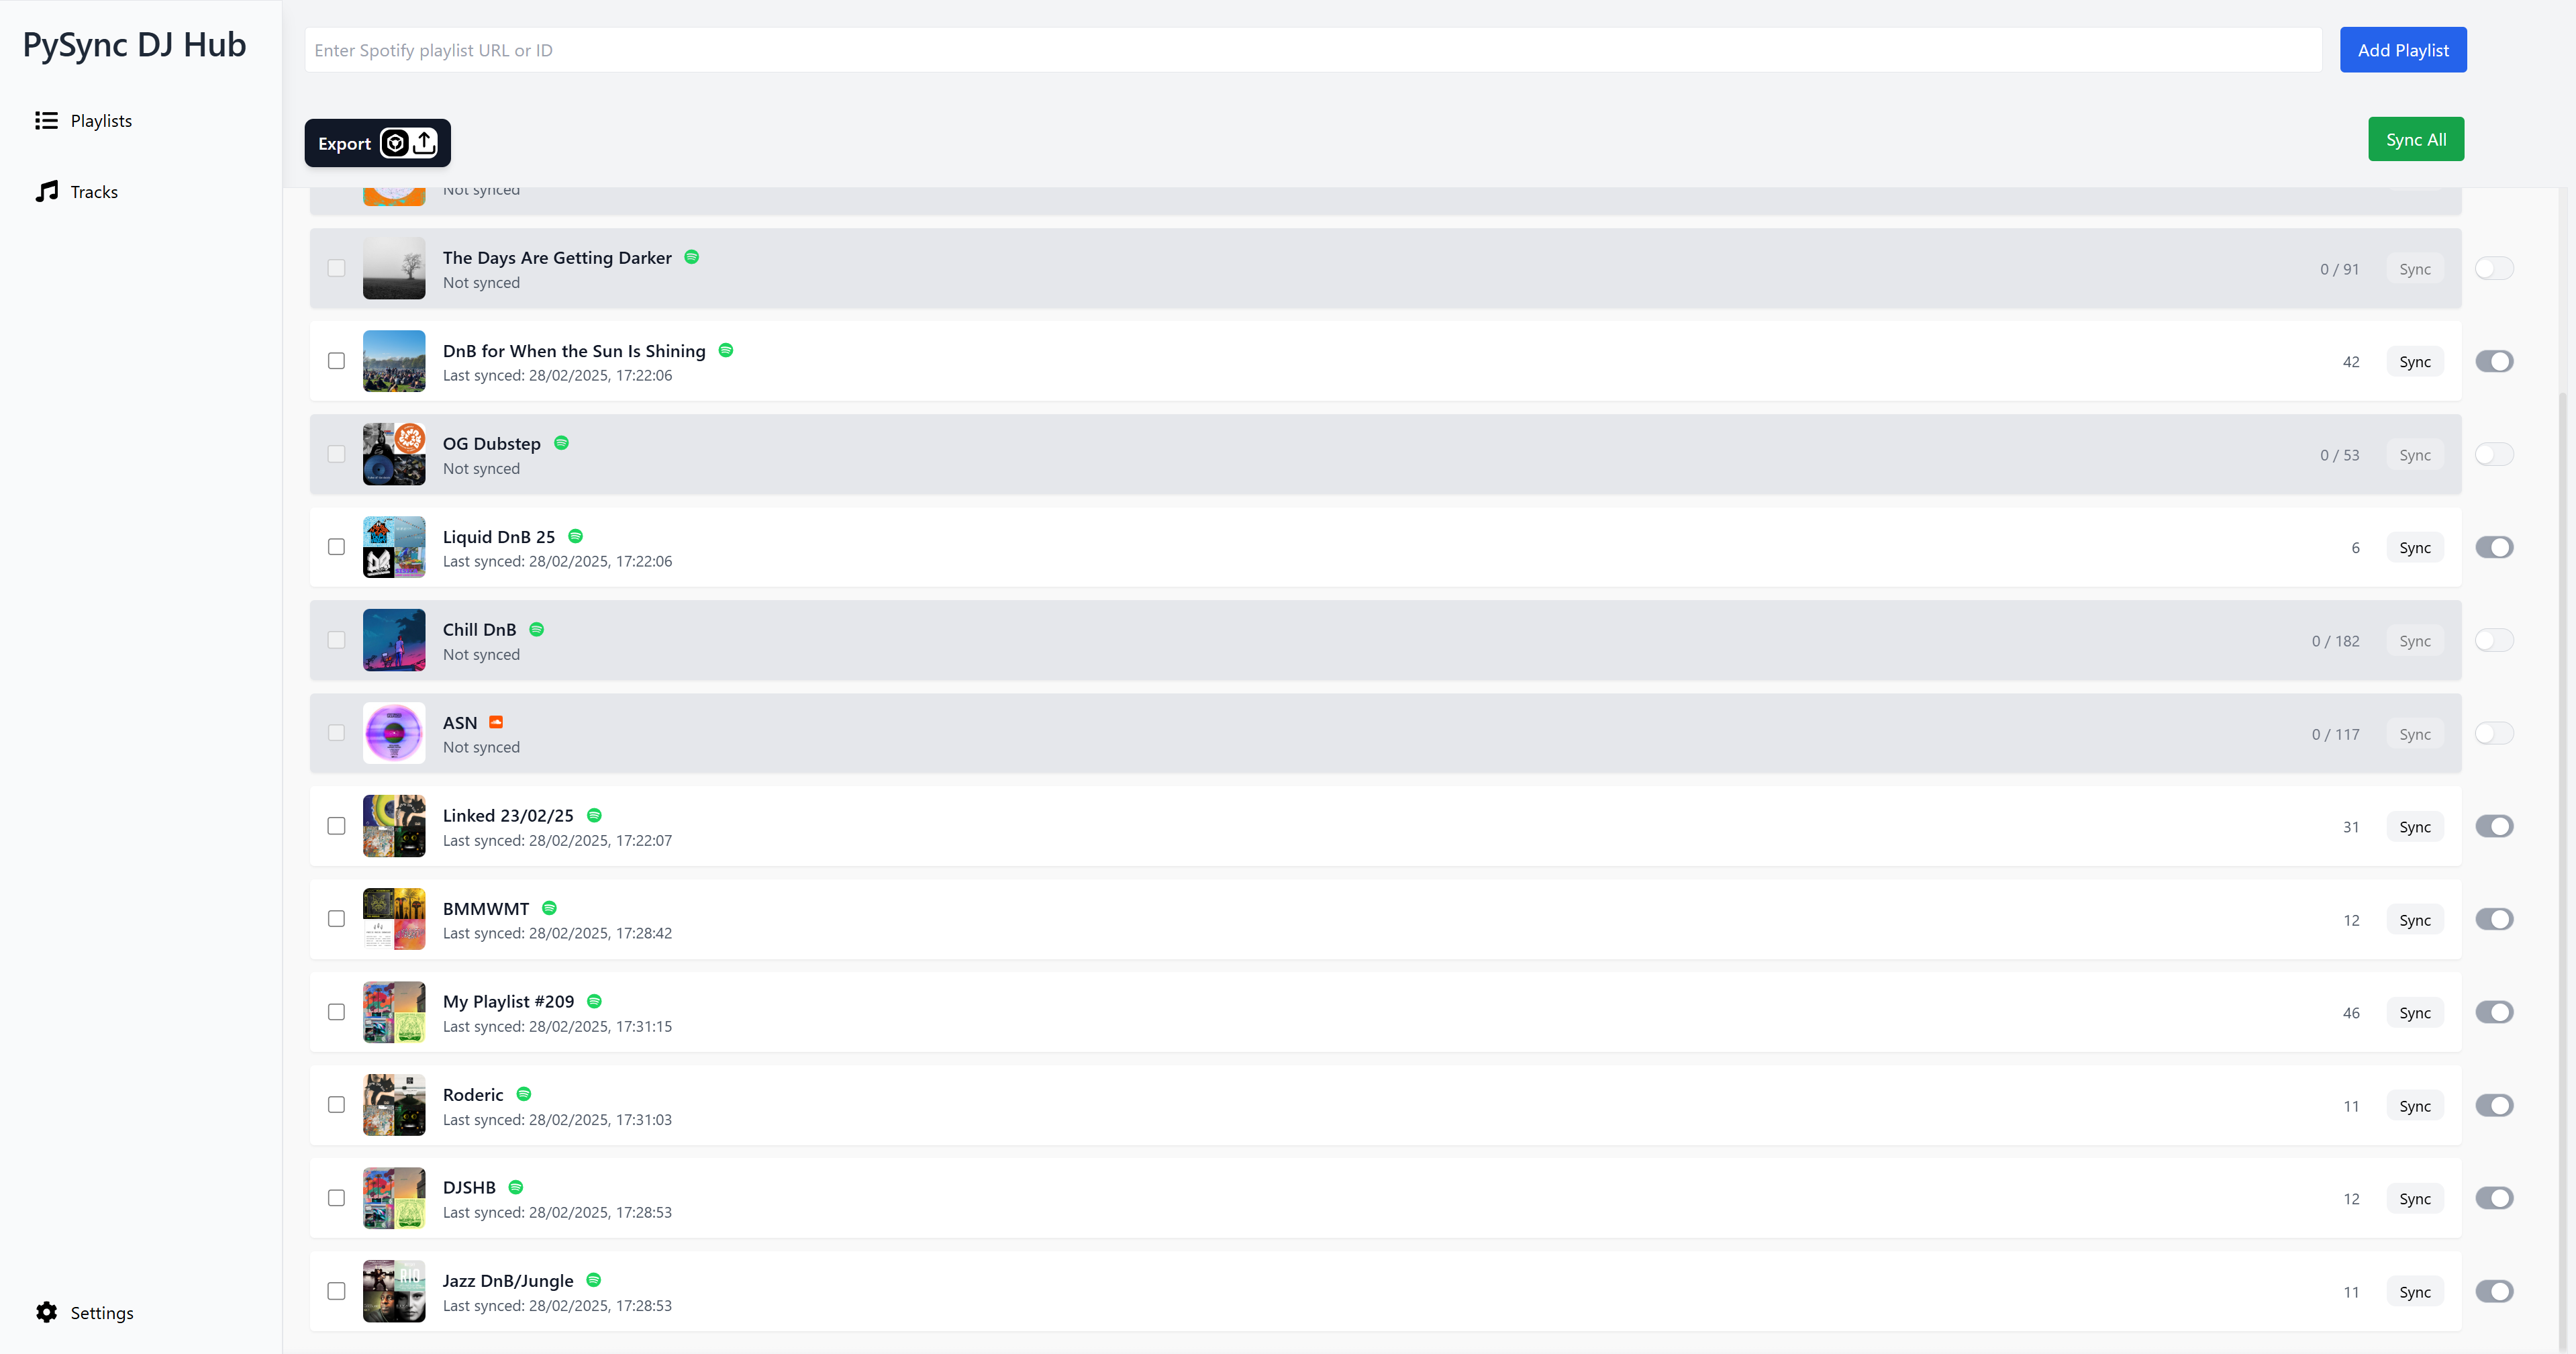 PySync DJ Hub
Playlists
Tracks
Settings
Enter Spotify playlist URL or ID
Add Playlist
Export
Sync All
Not synced
The Days Are Getting Darker
Not synced
0 / 91
Sync
DnB for When the Sun Is Shining
Last synced: 28/02/2025, 17:22:06
42
Sync
OG Dubstep
Not synced
0 / 53
Sync
Liquid DnB 25
Last synced: 28/02/2025, 17:22:06
6
Sync
Chill DnB
Not synced
0 / 182
Sync
ASN
Not synced
0 / 117
Sync
Linked 23/02/25
Last synced: 28/02/2025, 17:22:07
31
Sync
BMMWMT
Last synced: 28/02/2025, 17:28:42
12
Sync
My Playlist #209
Last synced: 28/02/2025, 17:31:15
46
Sync
Roderic
Last synced: 28/02/2025, 17:31:03
11
Sync
DJSHB
Last synced: 28/02/2025, 17:28:53
12
Sync
Jazz DnB/Jungle
Last synced: 28/02/2025, 17:28:53
11
Sync
RIO